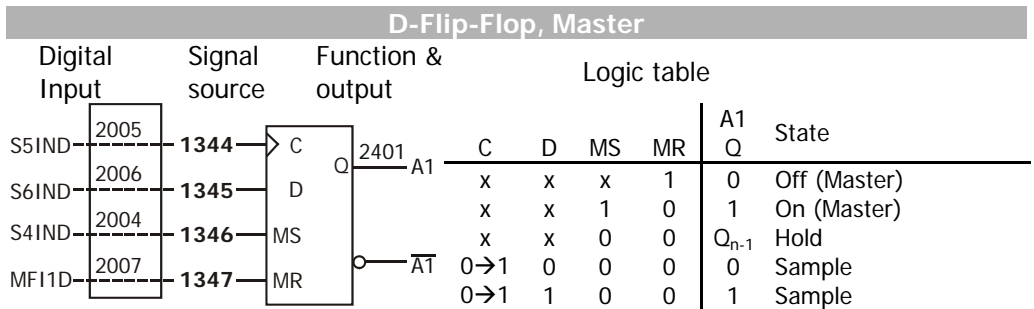 D-Flip-Flop, Master
Digital Input
Signal source
Function & output
Logic table
S5IND 2005 1344 C
S6IND 2006 1345 D
S4IND 2004 1346 MS
MFI1D 2007 1347 MR
Q 2401 A1
A1
C D MS MR A1 Q State
x x x 1 0 Off (Master)
x x 1 0 1 On (Master)
x x 0 0 Qn-1 Hold
0→1 0 0 0 0 Sample
0→1 1 0 0 1 Sample